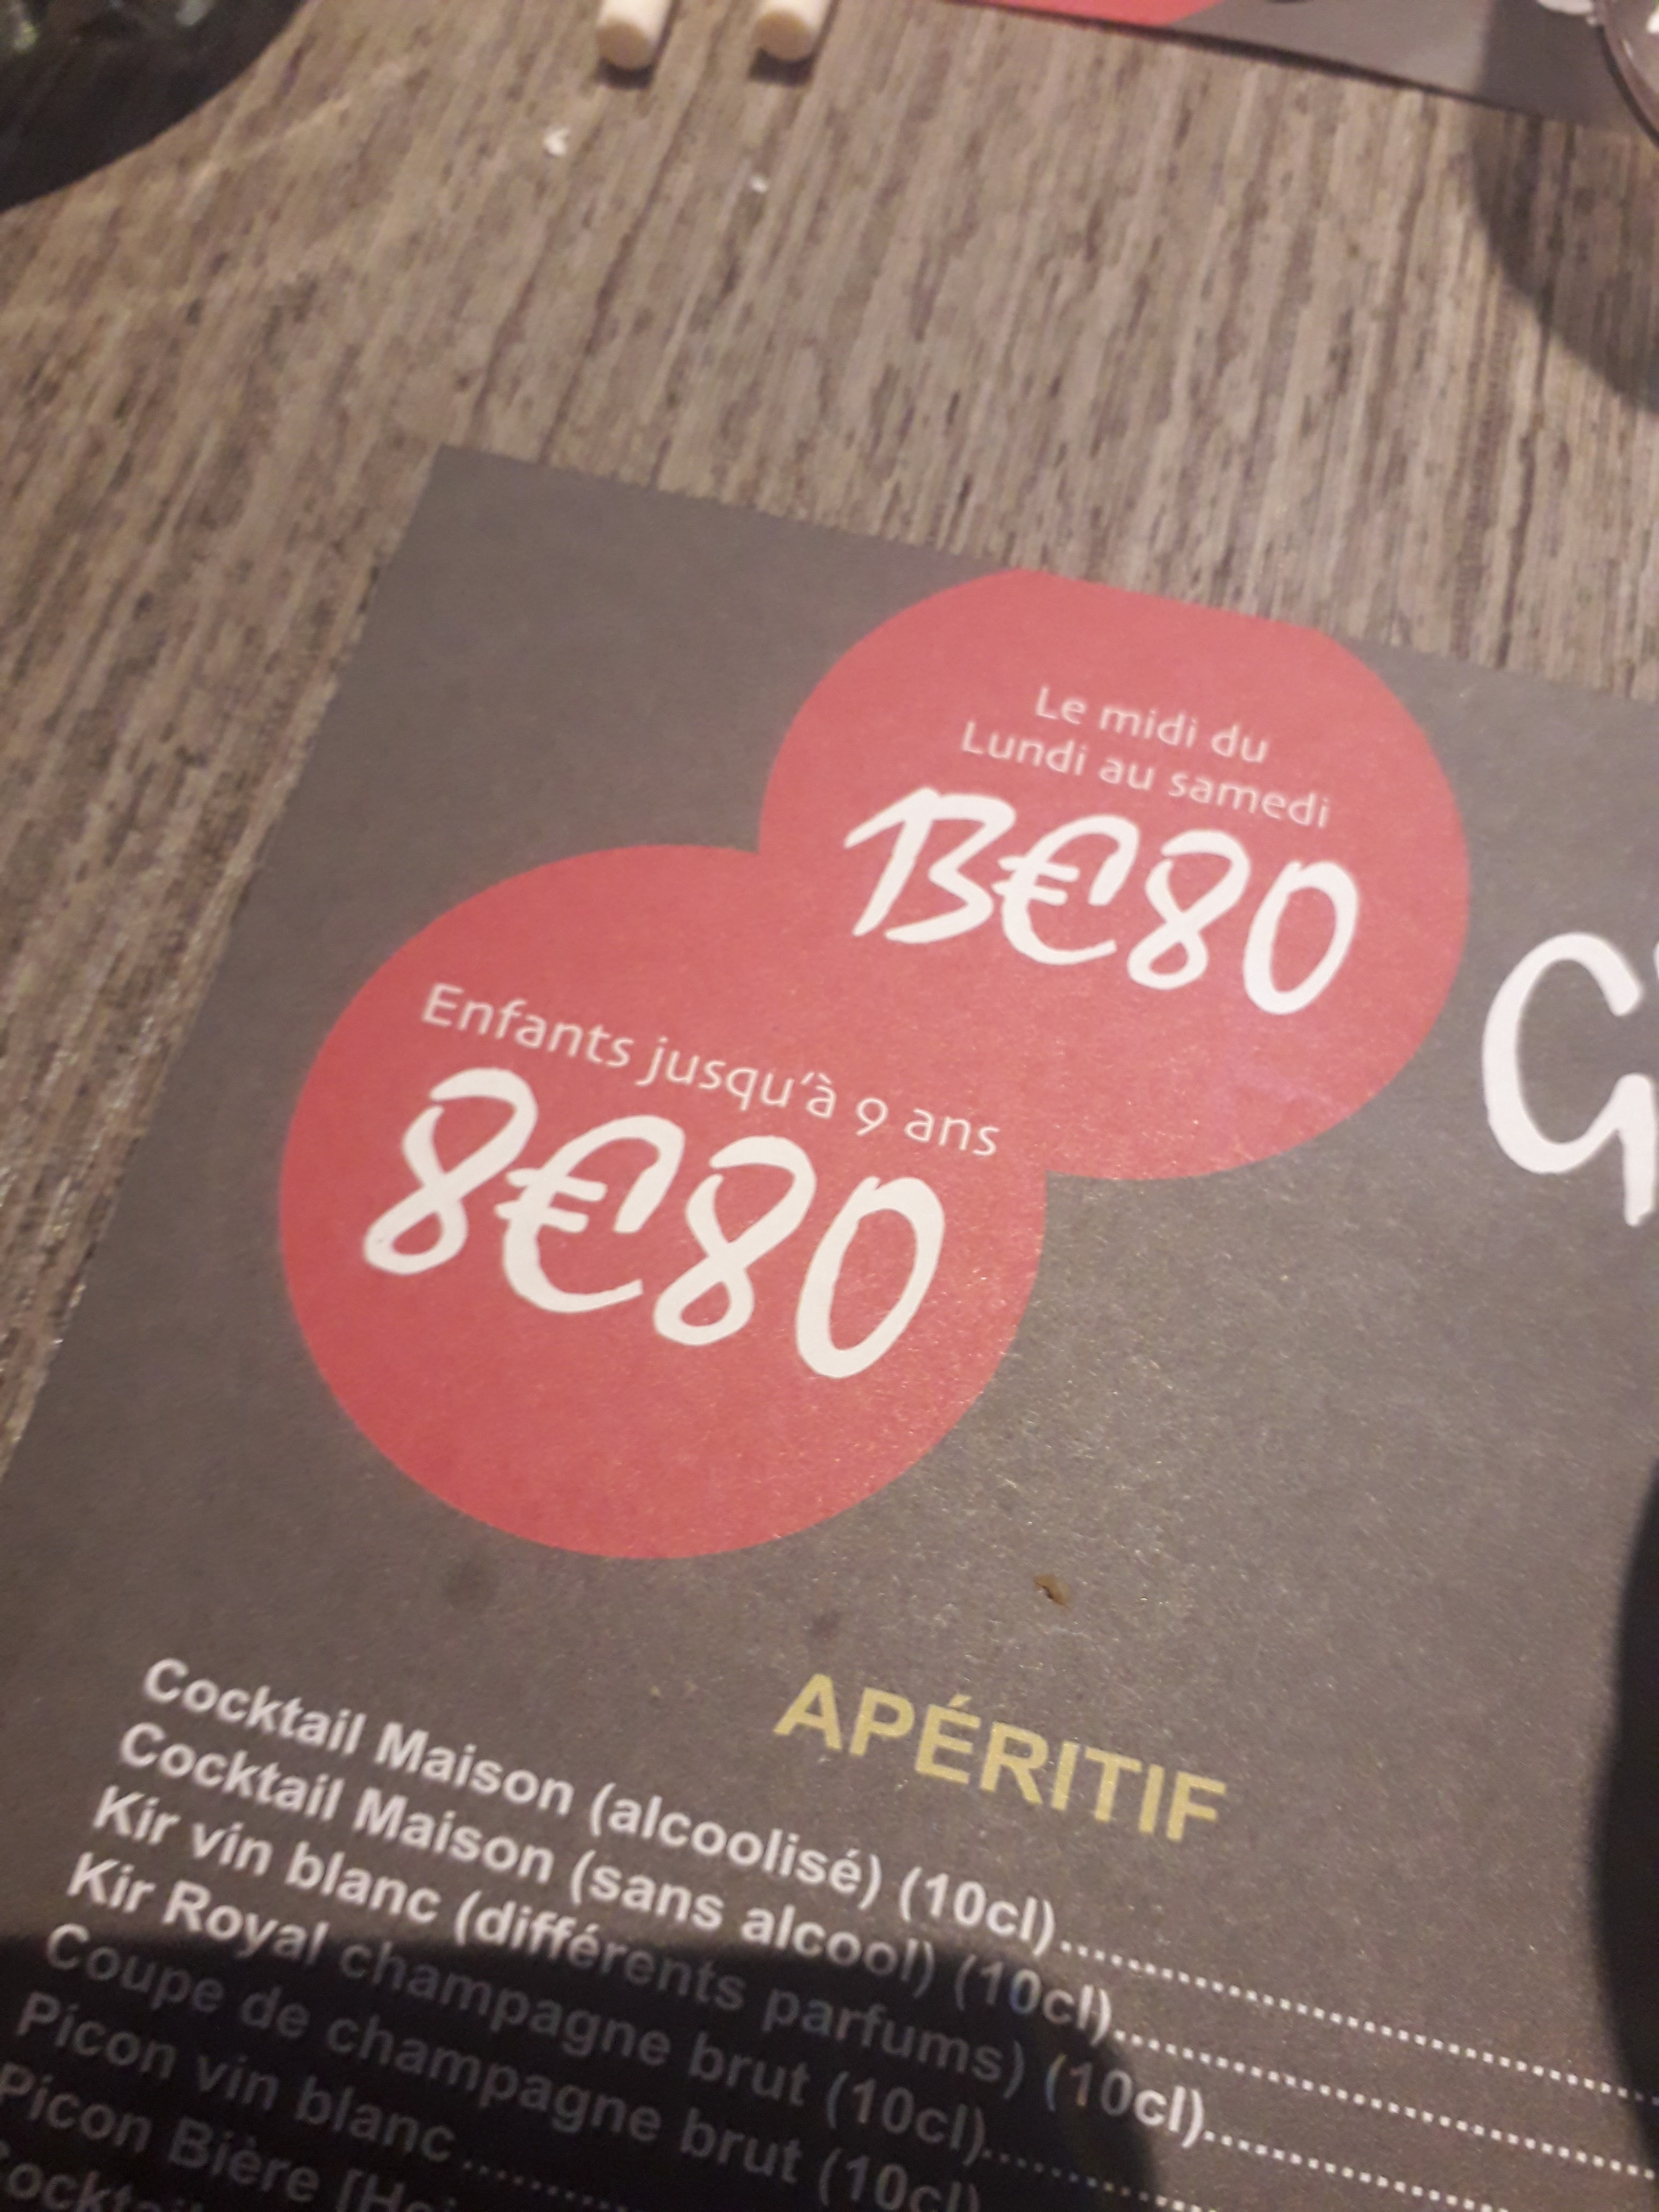 Le midi du
Lundi au samedi
13€80
Enfants jusqu'à 9 ans
8€80
APÉRITIF
Cocktail Maison (alcoolisé) (10cl)
Cocktail Maison (sans alcool) (10cl)
Kir vin blanc (différents parfums) (10cl)
Kir Royal champagne brut (10cl)
Coupe de champagne brut (10cl)
Picon vin blanc
Picon Bière